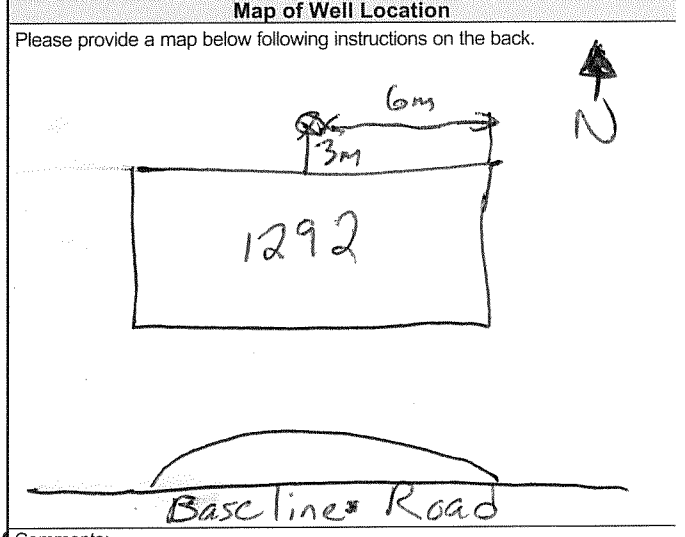 Map of Well Location
Please provide a map below following instructions on the back.
6m
N
3m
1292
Baseline Road
Comments: